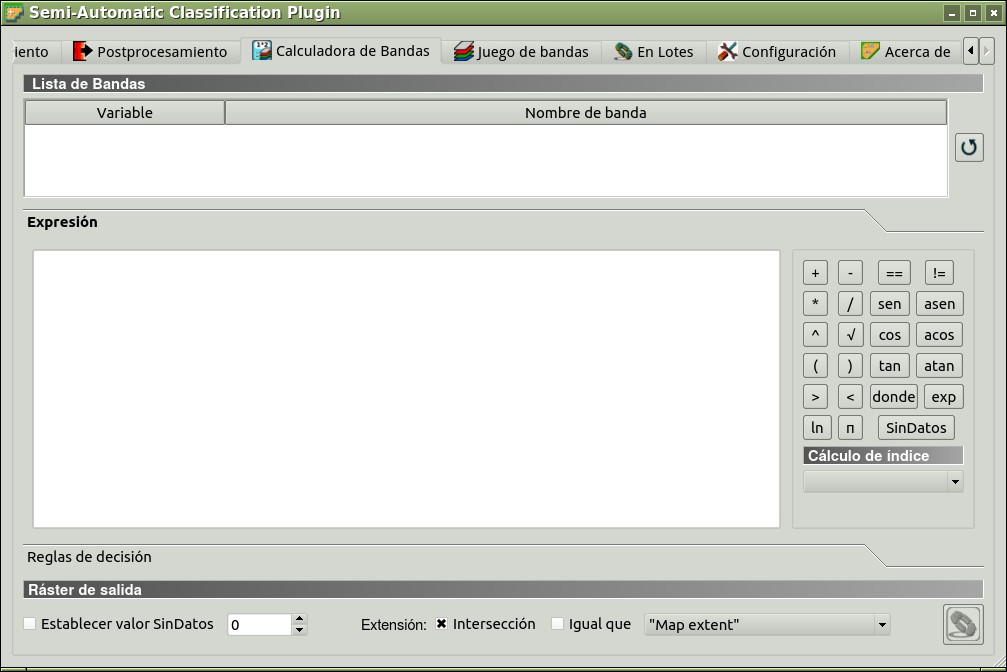 Semi-Automatic Classification Plugin
iento Postprocesamiento Calculadora de Bandas Juego de bandas En Lotes Configuración Acerca de
Lista de Bandas
Variable Nombre de banda
Expresión
+ - == !=
* / sen asen
^ √ cos acos
( ) tan atan
> < donde exp
ln п SinDatos
Cálculo de índice
Reglas de decisión
Ráster de salida
Establecer valor SinDatos 0 Extensión: Intersección Igual que "Map extent"